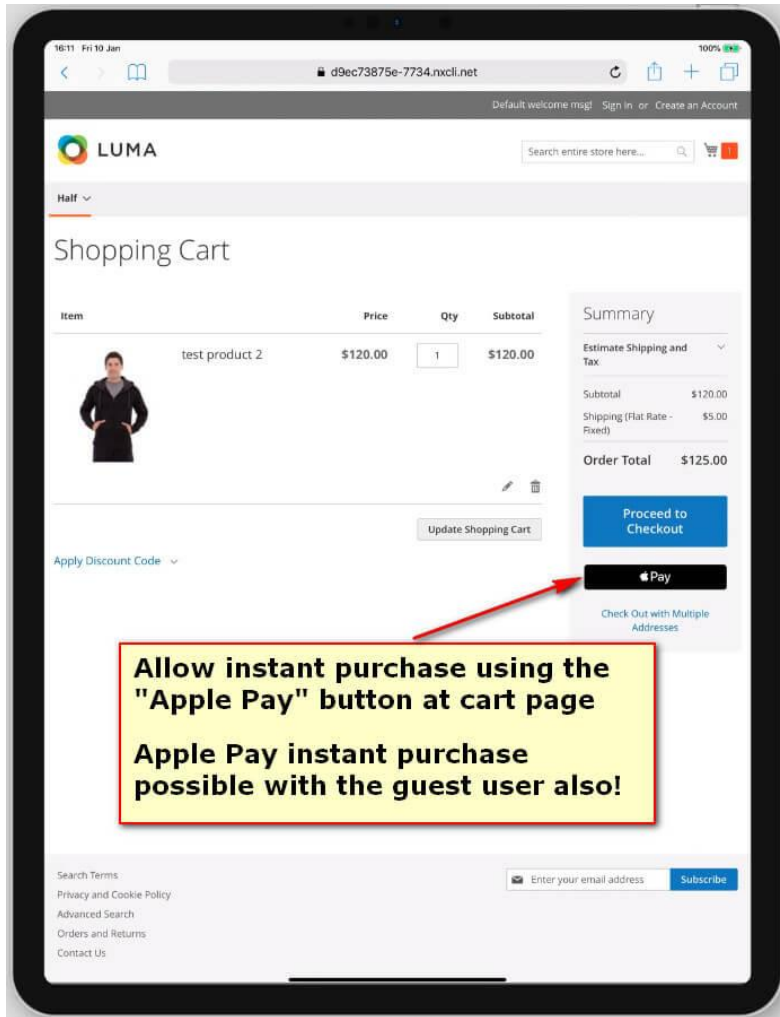 16:11 Fri 10 Jan
100%
d9ec73875e-7734.nxcli.net
Default welcome msg! Sign In or Create an Account
LUMA
Search entire store here...
1
Half
Shopping Cart
Item Price Qty Subtotal
test product 2 $120.00 1 $120.00
Update Shopping Cart
Apply Discount Code
Summary
Estimate Shipping and
Tax
Subtotal $120.00
Shipping (Flat Rate - $5.00
Fixed)
Order Total $125.00
Proceed to
Checkout
Pay
Check Out with Multiple
Addresses
Allow instant purchase using the
"Apple Pay" button at cart page
Apple Pay instant purchase
possible with the guest user also!
Search Terms
Privacy and Cookie Policy
Advanced Search
Orders and Returns
Contact Us
Enter your email address
Subscribe